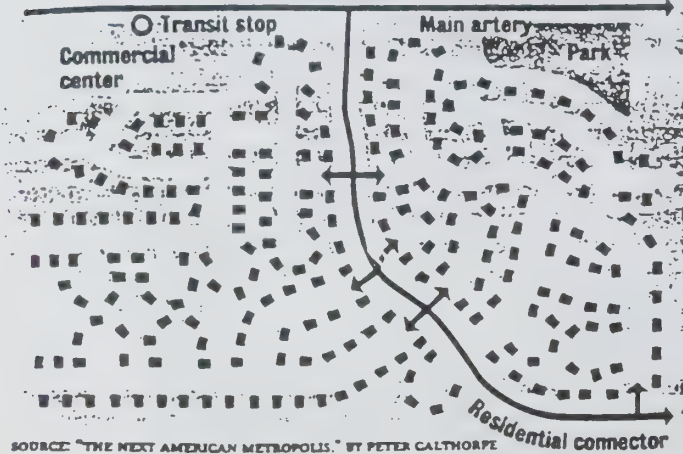 Transit stop
Main artery
Commercial
center
Park
Residential connector
SOURCE: "THE NEXT AMERICAN METROPOLIS." BY PETER CALTHORPE